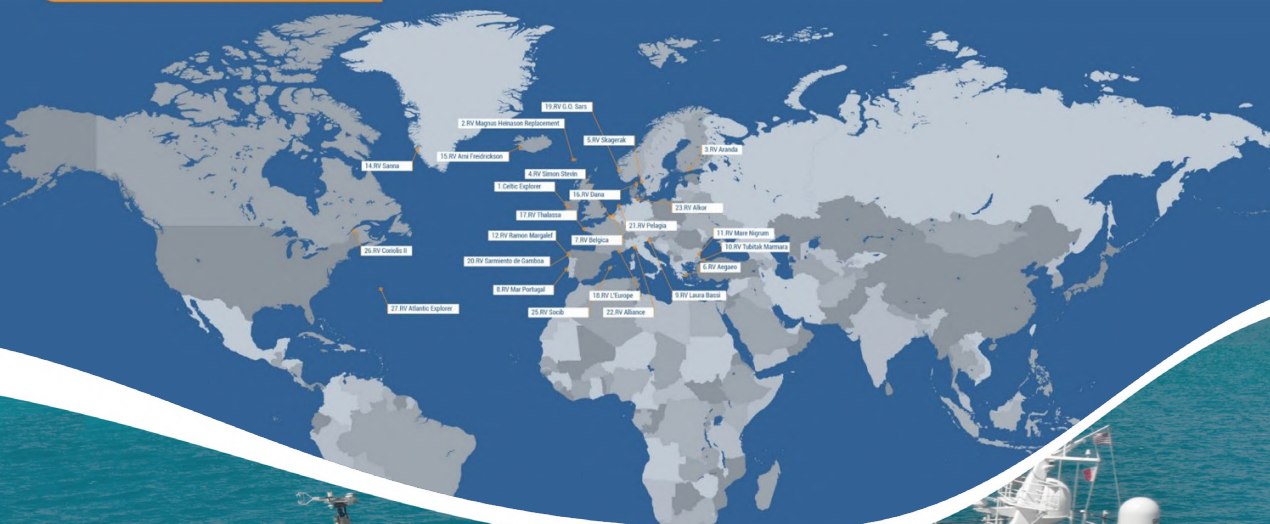 19.RV G.O. Sars
2.RV Magnus Heinason Replacement
5.RV Skagerak
3.RV Aranda
15.RV Arni Freidrickson
14.RV Sanna
4.RV Simon Stevin
1.Celtic Explorer
16.RV Dana
23.RV Alkor
17.RV Thalassa
21.RV Pelagia
12.RV Ramon Margalef
7.RV Belgica
11.RV Mare Nigrum
10.RV Tubitak Marmara
26.RV Coriolis II
20.RV Sarmiento de Gamboa
6.RV Aegaeo
8.RV Mar Portugal
18.RV L'Europe
9.RV Laura Bassi
27.RV Atlantic Explorer
25.RV Socib
22.RV Alliance